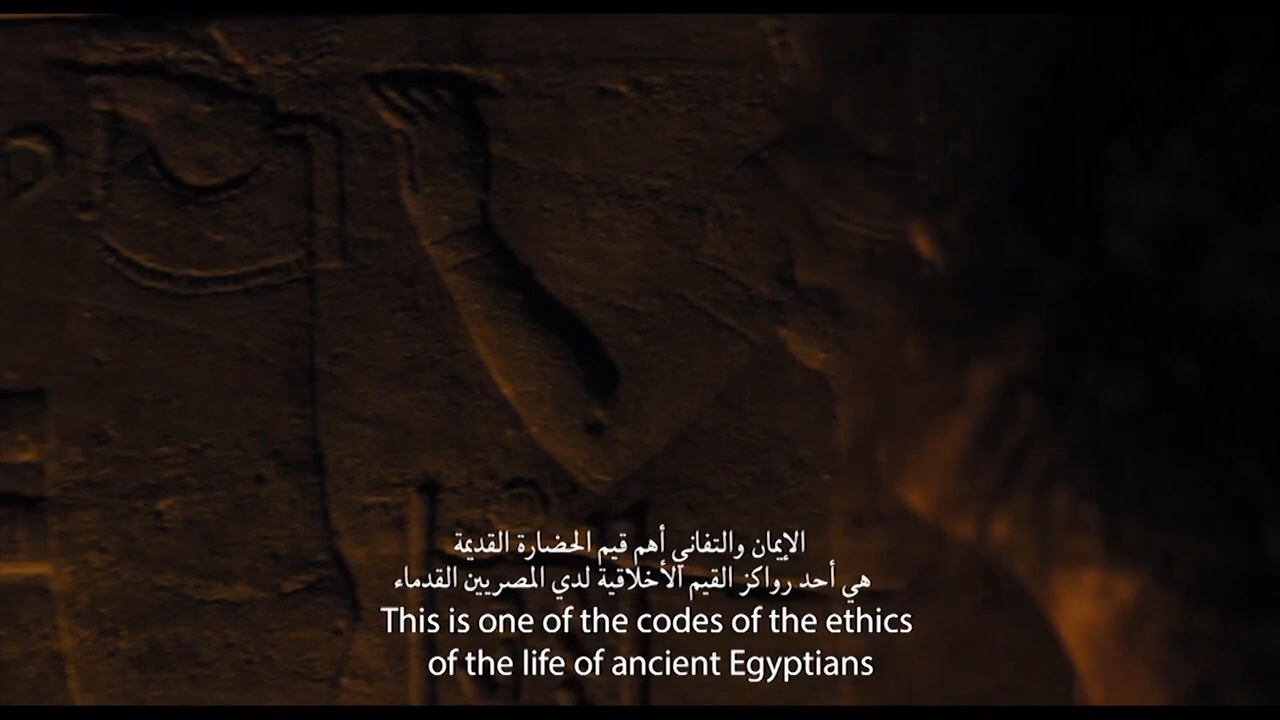 الإيمان والتفاني أهم قيم الحضارة القديمة
هي أحد رواكز القيم الأخلاقية لدي المصريين القدماء
This is one of the codes of the ethics
of the life of ancient Egyptians